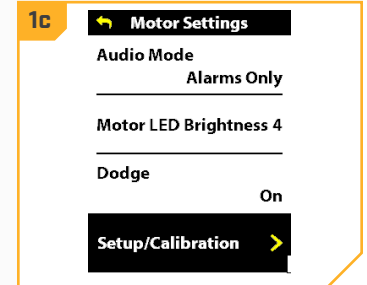 1c
Motor Settings
Audio Mode
Alarms Only
Motor LED Brightness 4
Dodge
On
Setup/Calibration